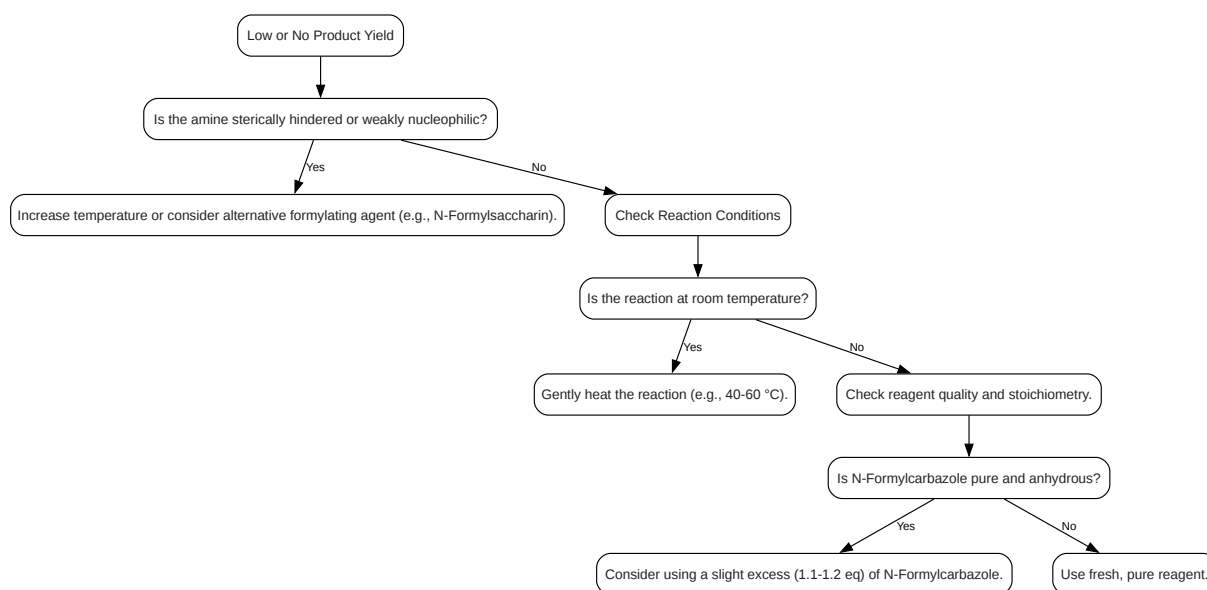 Low or No Product Yield
Is the amine sterically hindered or weakly nucleophilic?
Yes
No
Increase temperature or consider alternative formylating agent (e.g., N-Formylsaccharin).
Check Reaction Conditions
Is the reaction at room temperature?
Yes
No
Gently heat the reaction (e.g., 40-60 °C).
Check reagent quality and stoichiometry.
Is N-Formylcarbazole pure and anhydrous?
Yes
No
Consider using a slight excess (1.1-1.2 eq) of N-Formylcarbazole.
Use fresh, pure reagent.